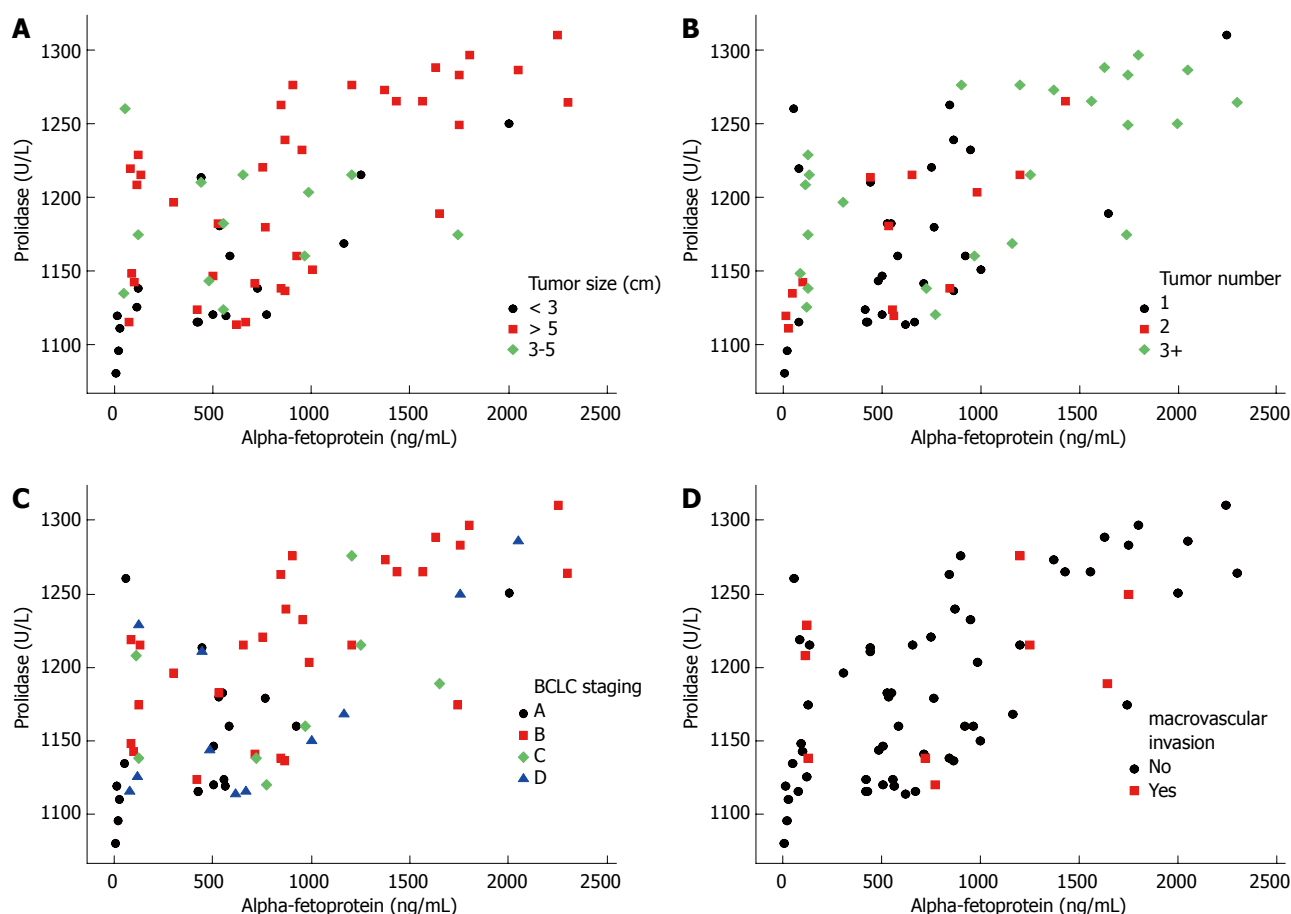 A
Prolidase (U/L)
1300
1250
1200
1150
1100
Tumor size (cm)
< 3
> 5
3-5
0 500 1000 1500 2000 2500
Alpha-fetoprotein (ng/mL)
B
Prolidase (U/L)
1300
1250
1200
1150
1100
Tumor number
1
2
3+
0 500 1000 1500 2000 2500
Alpha-fetoprotein (ng/mL)
C
Prolidase (U/L)
1300
1250
1200
1150
1100
BCLC staging
A
B
C
D
0 500 1000 1500 2000 2500
Alpha-fetoprotein (ng/mL)
D
Prolidase (U/L)
1300
1250
1200
1150
1100
macrovascular
invasion
No
Yes
0 500 1000 1500 2000 2500
Alpha-fetoprotein (ng/mL)